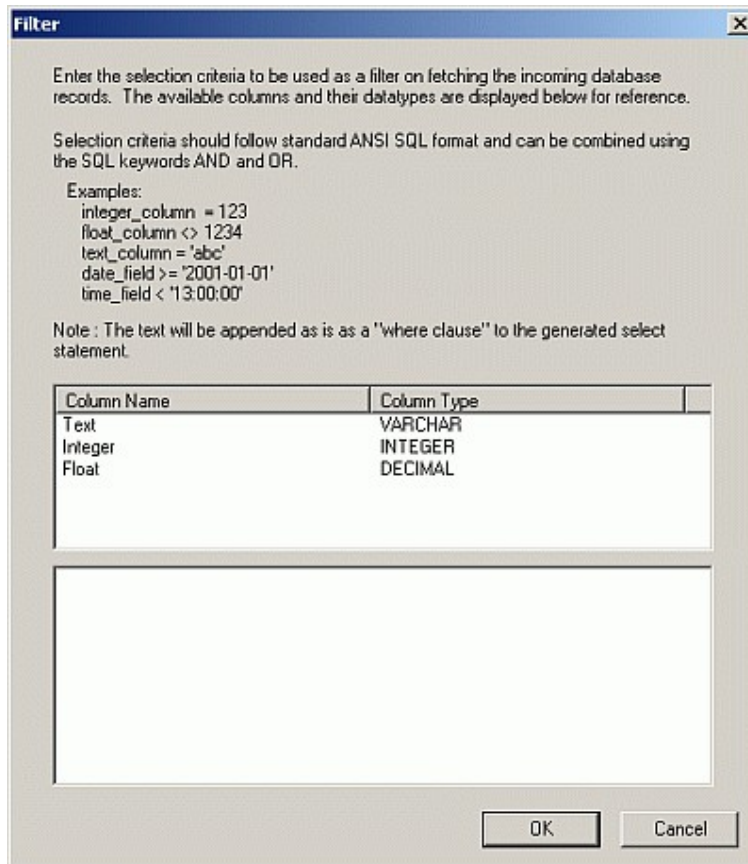 Filter
Enter the selection criteria to be used as a filter on fetching the incoming database
records. The available columns and their datatypes are displayed below for reference.
Selection criteria should follow standard ANSI SQL format and can be combined using
the SQL keywords AND and OR.
Examples:
integer_column = 123
float_column <> 1234
text_column = 'abc'
date_field >= '2001-01-01'
time_field < '13:00:00'
Note : The text will be appended as is as a "where clause" to the generated select
statement.
Column Name Column Type
Text VARCHAR
Integer INTEGER
Float DECIMAL
OK Cancel